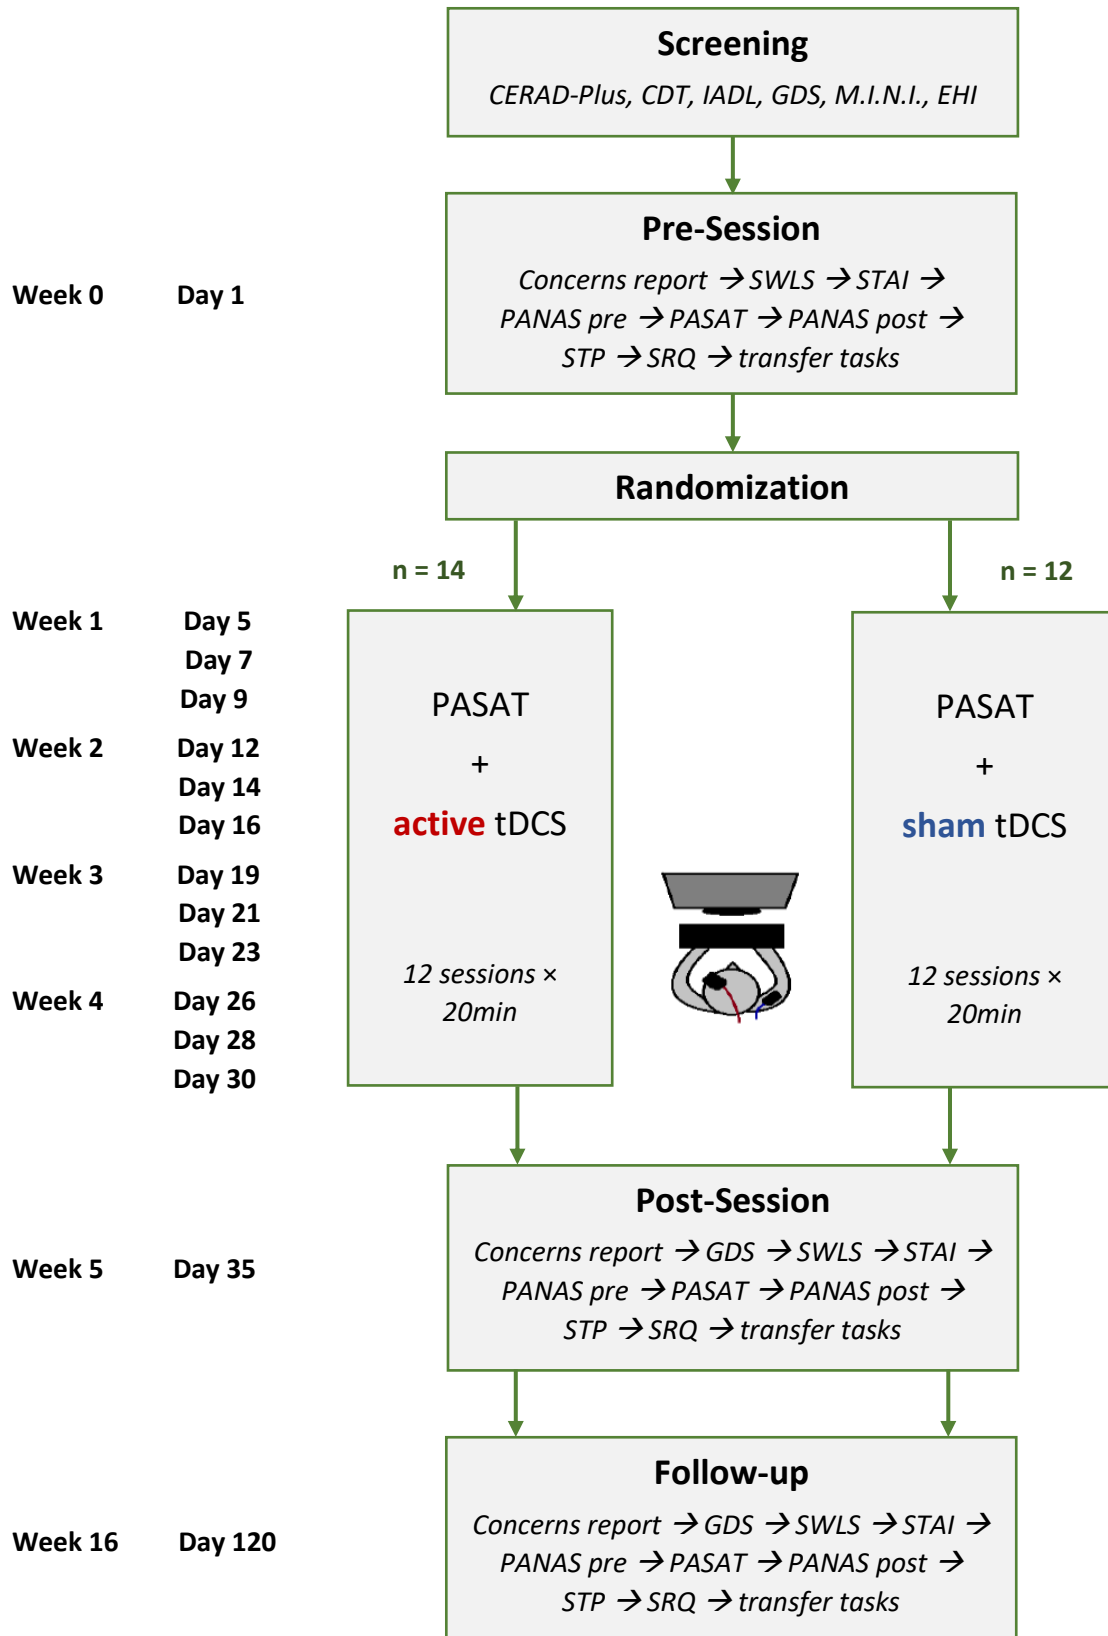 Screening
CERAD-Plus, CDT, IADL, GDS, M.I.N.I., EHI
Pre-Session
Week 0 Day 1
Concerns report → SWLS → STAI →
PANAS pre → PASAT → PANAS post →
STP → SRQ → transfer tasks
Randomization
n = 14
n = 12
Week 1 Day 5
Day 7
Day 9
Week 2 Day 12
Day 14
Day 16
Week 3 Day 19
Day 21
Day 23
Week 4 Day 26
Day 28
Day 30
PASAT
+
active tDCS
12 sessions ×
20min
PASAT
+
sham tDCS
12 sessions ×
20min
Post-Session
Week 5 Day 35
Concerns report → GDS → SWLS → STAI →
PANAS pre → PASAT → PANAS post →
STP → SRQ → transfer tasks
Follow-up
Week 16 Day 120
Concerns report → GDS → SWLS → STAI →
PANAS pre → PASAT → PANAS post →
STP → SRQ → transfer tasks